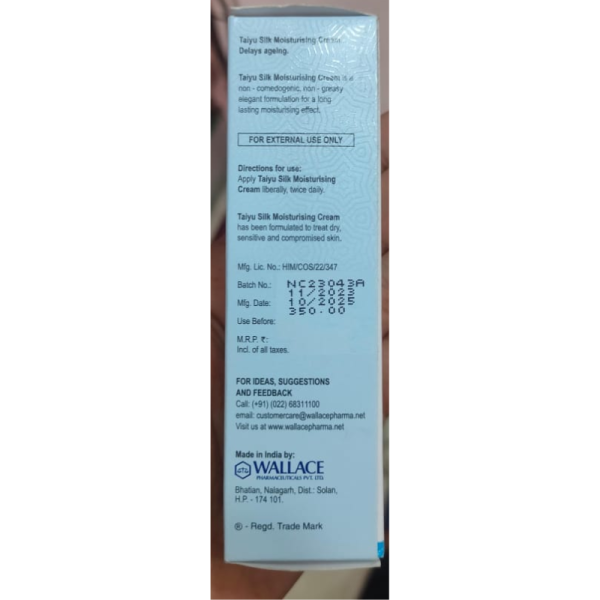 Taiyu Silk Moisturising Cream
Delays ageing.
Taiyu Silk Moisturising Cream is a
non - comedogenic, non - greasy
elegant formulation for a long
lasting moisturising effect.
FOR EXTERNAL USE ONLY
Directions for use:
Apply Taiyu Silk Moisturising
Cream liberally, twice daily.
Taiyu Silk Moisturising Cream
has been formulated to treat dry,
sensitive and compromised skin.
Mfg. Lic. No.: HIM/COS/22/347
Batch No.: NC23043A
11/2023
Mfg. Date: 10/2025
350.00
Use Before:
M.R.P. ₹:
Incl. of all taxes.
FOR IDEAS, SUGGESTIONS
AND FEEDBACK
Call: (+91) (022) 68311100
email: customercare@wallacepharma.net
Visit us at www.wallacepharma.net
Made in India by:
WALLACE
PHARMACEUTICALS PVT. LTD.
Bhatian, Nalagarh, Dist.: Solan,
H.P. - 174 101.
® - Regd. Trade Mark